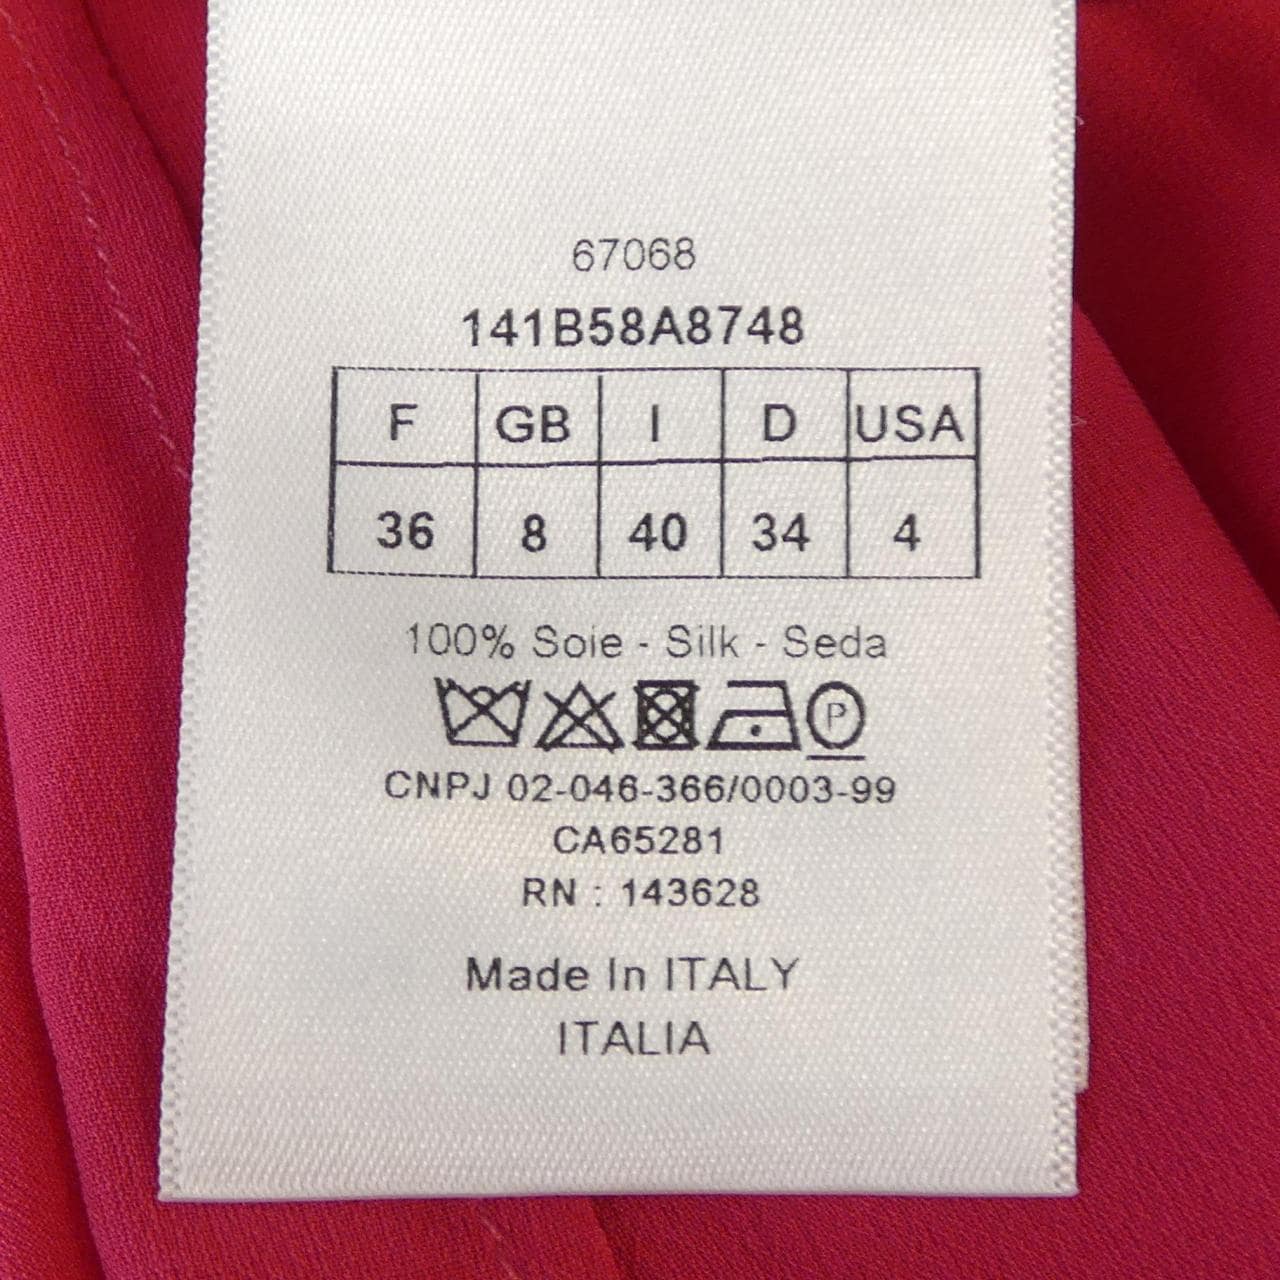 67068
141B58A8748
F GB I D USA
36 8 40 34 4
100% Soie - Silk - Seda
P
CNPJ 02-046-366/0003-99
CA65281
RN : 143628
Made In ITALY
ITALIA